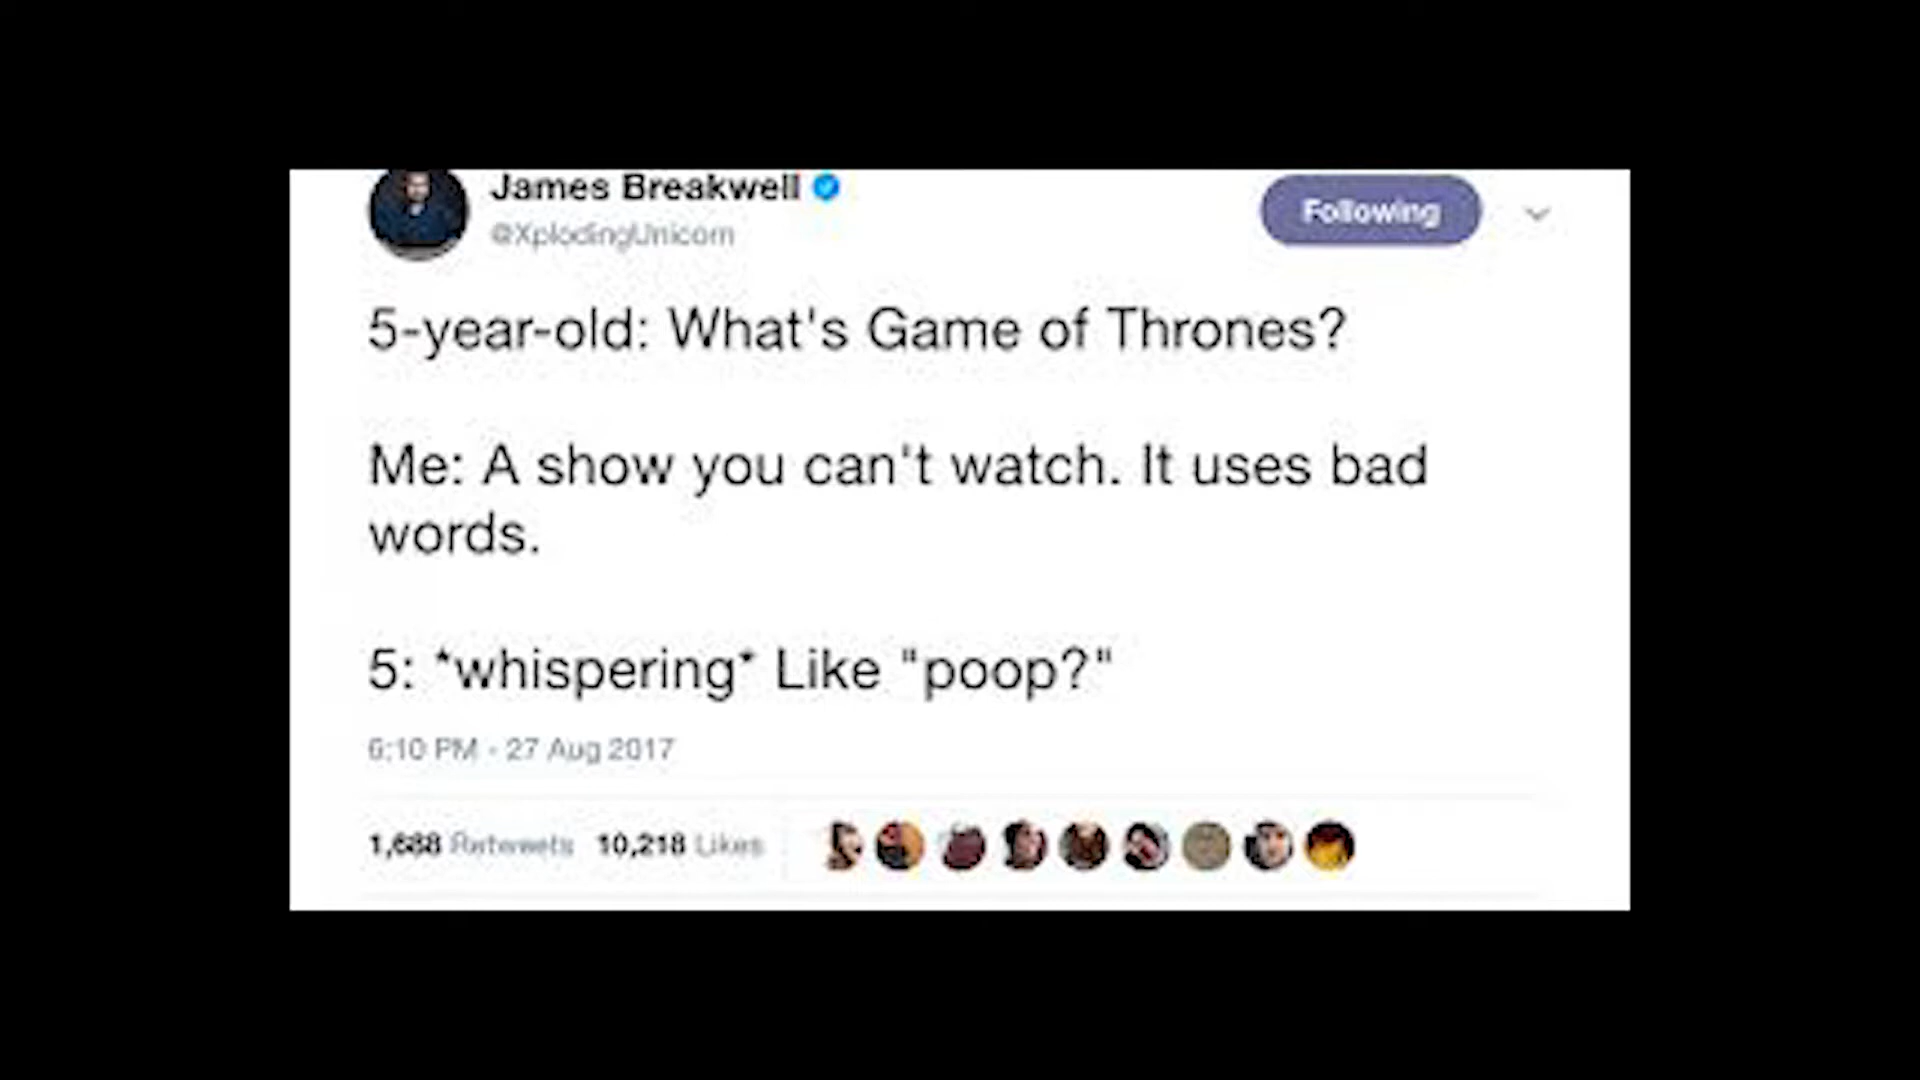 James Breakwell
@XplodingUnicorn
Following
5-year-old: What's Game of Thrones?
Me: A show you can't watch. It uses bad
words.
5: *whispering* Like "poop?"
6:10 PM - 27 Aug 2017
1,688 Retweets 10,218 Likes